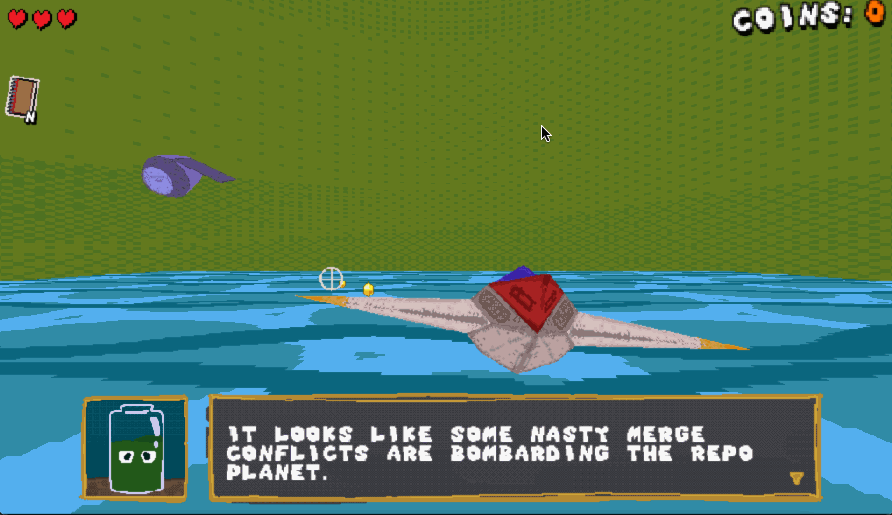 COINS: 0
N
IT LOOKS LIKE SOME NASTY MERGE
CONFLICTS ARE BOMBARDING THE REPO
PLANET.